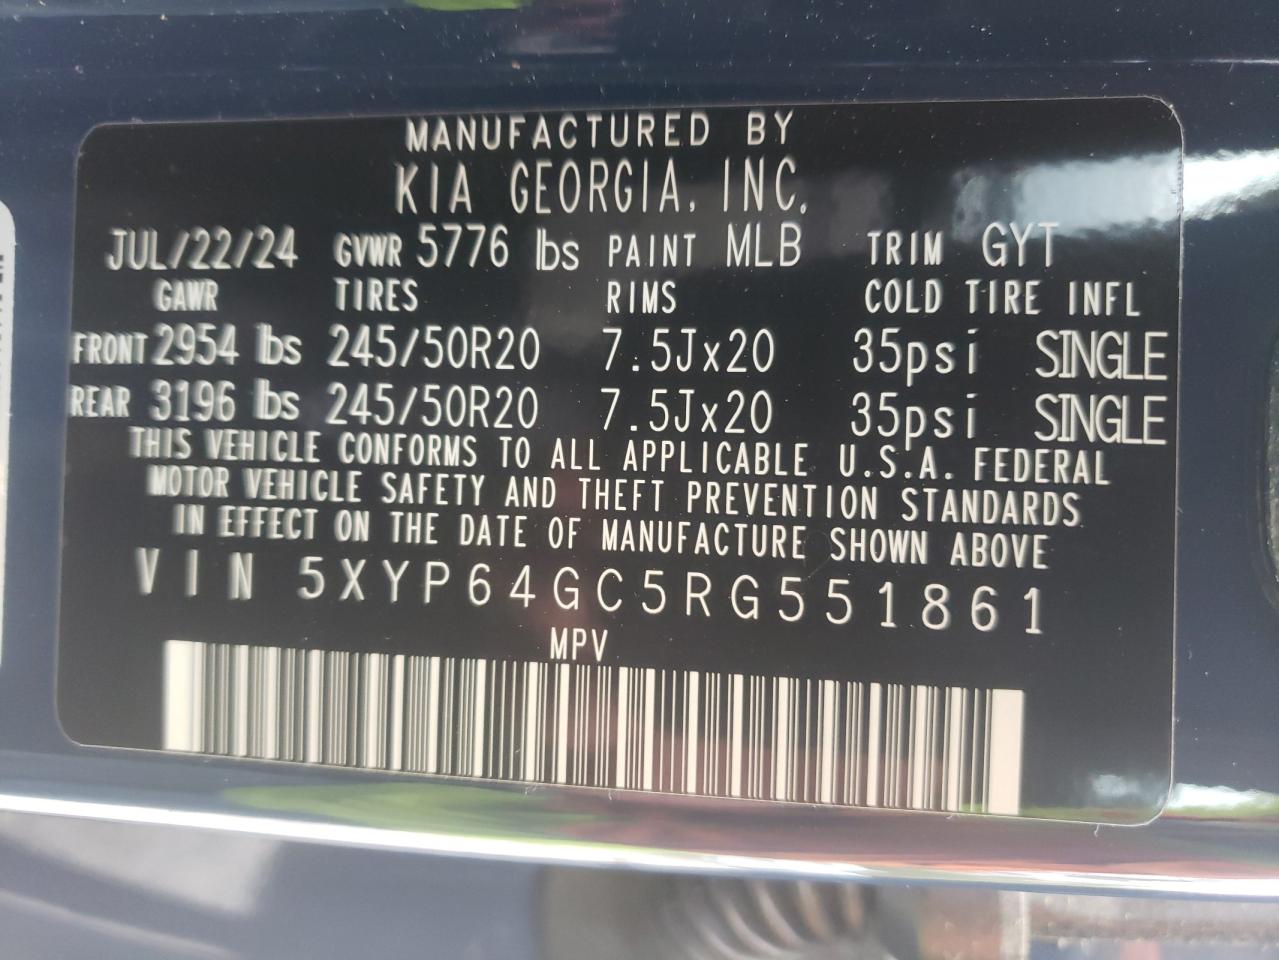 MANUFACTURED BY
KIA GEORGIA, INC.
JUL/22/24 GVWR 5776 lbs PAINT MLB TRIM GYT
GAWR TIRES RIMS COLD TIRE INFL
FRONT 2954 lbs 245/50R20 7.5Jx20 35psi SINGLE
REAR 3196 lbs 245/50R20 7.5Jx20 35psi SINGLE
THIS VEHICLE CONFORMS TO ALL APPLICABLE U.S.A. FEDERAL
MOTOR VEHICLE SAFETY AND THEFT PREVENTION STANDARDS
IN EFFECT ON THE DATE OF MANUFACTURE SHOWN ABOVE
VIN 5XYP64GC5RG551861
MPV